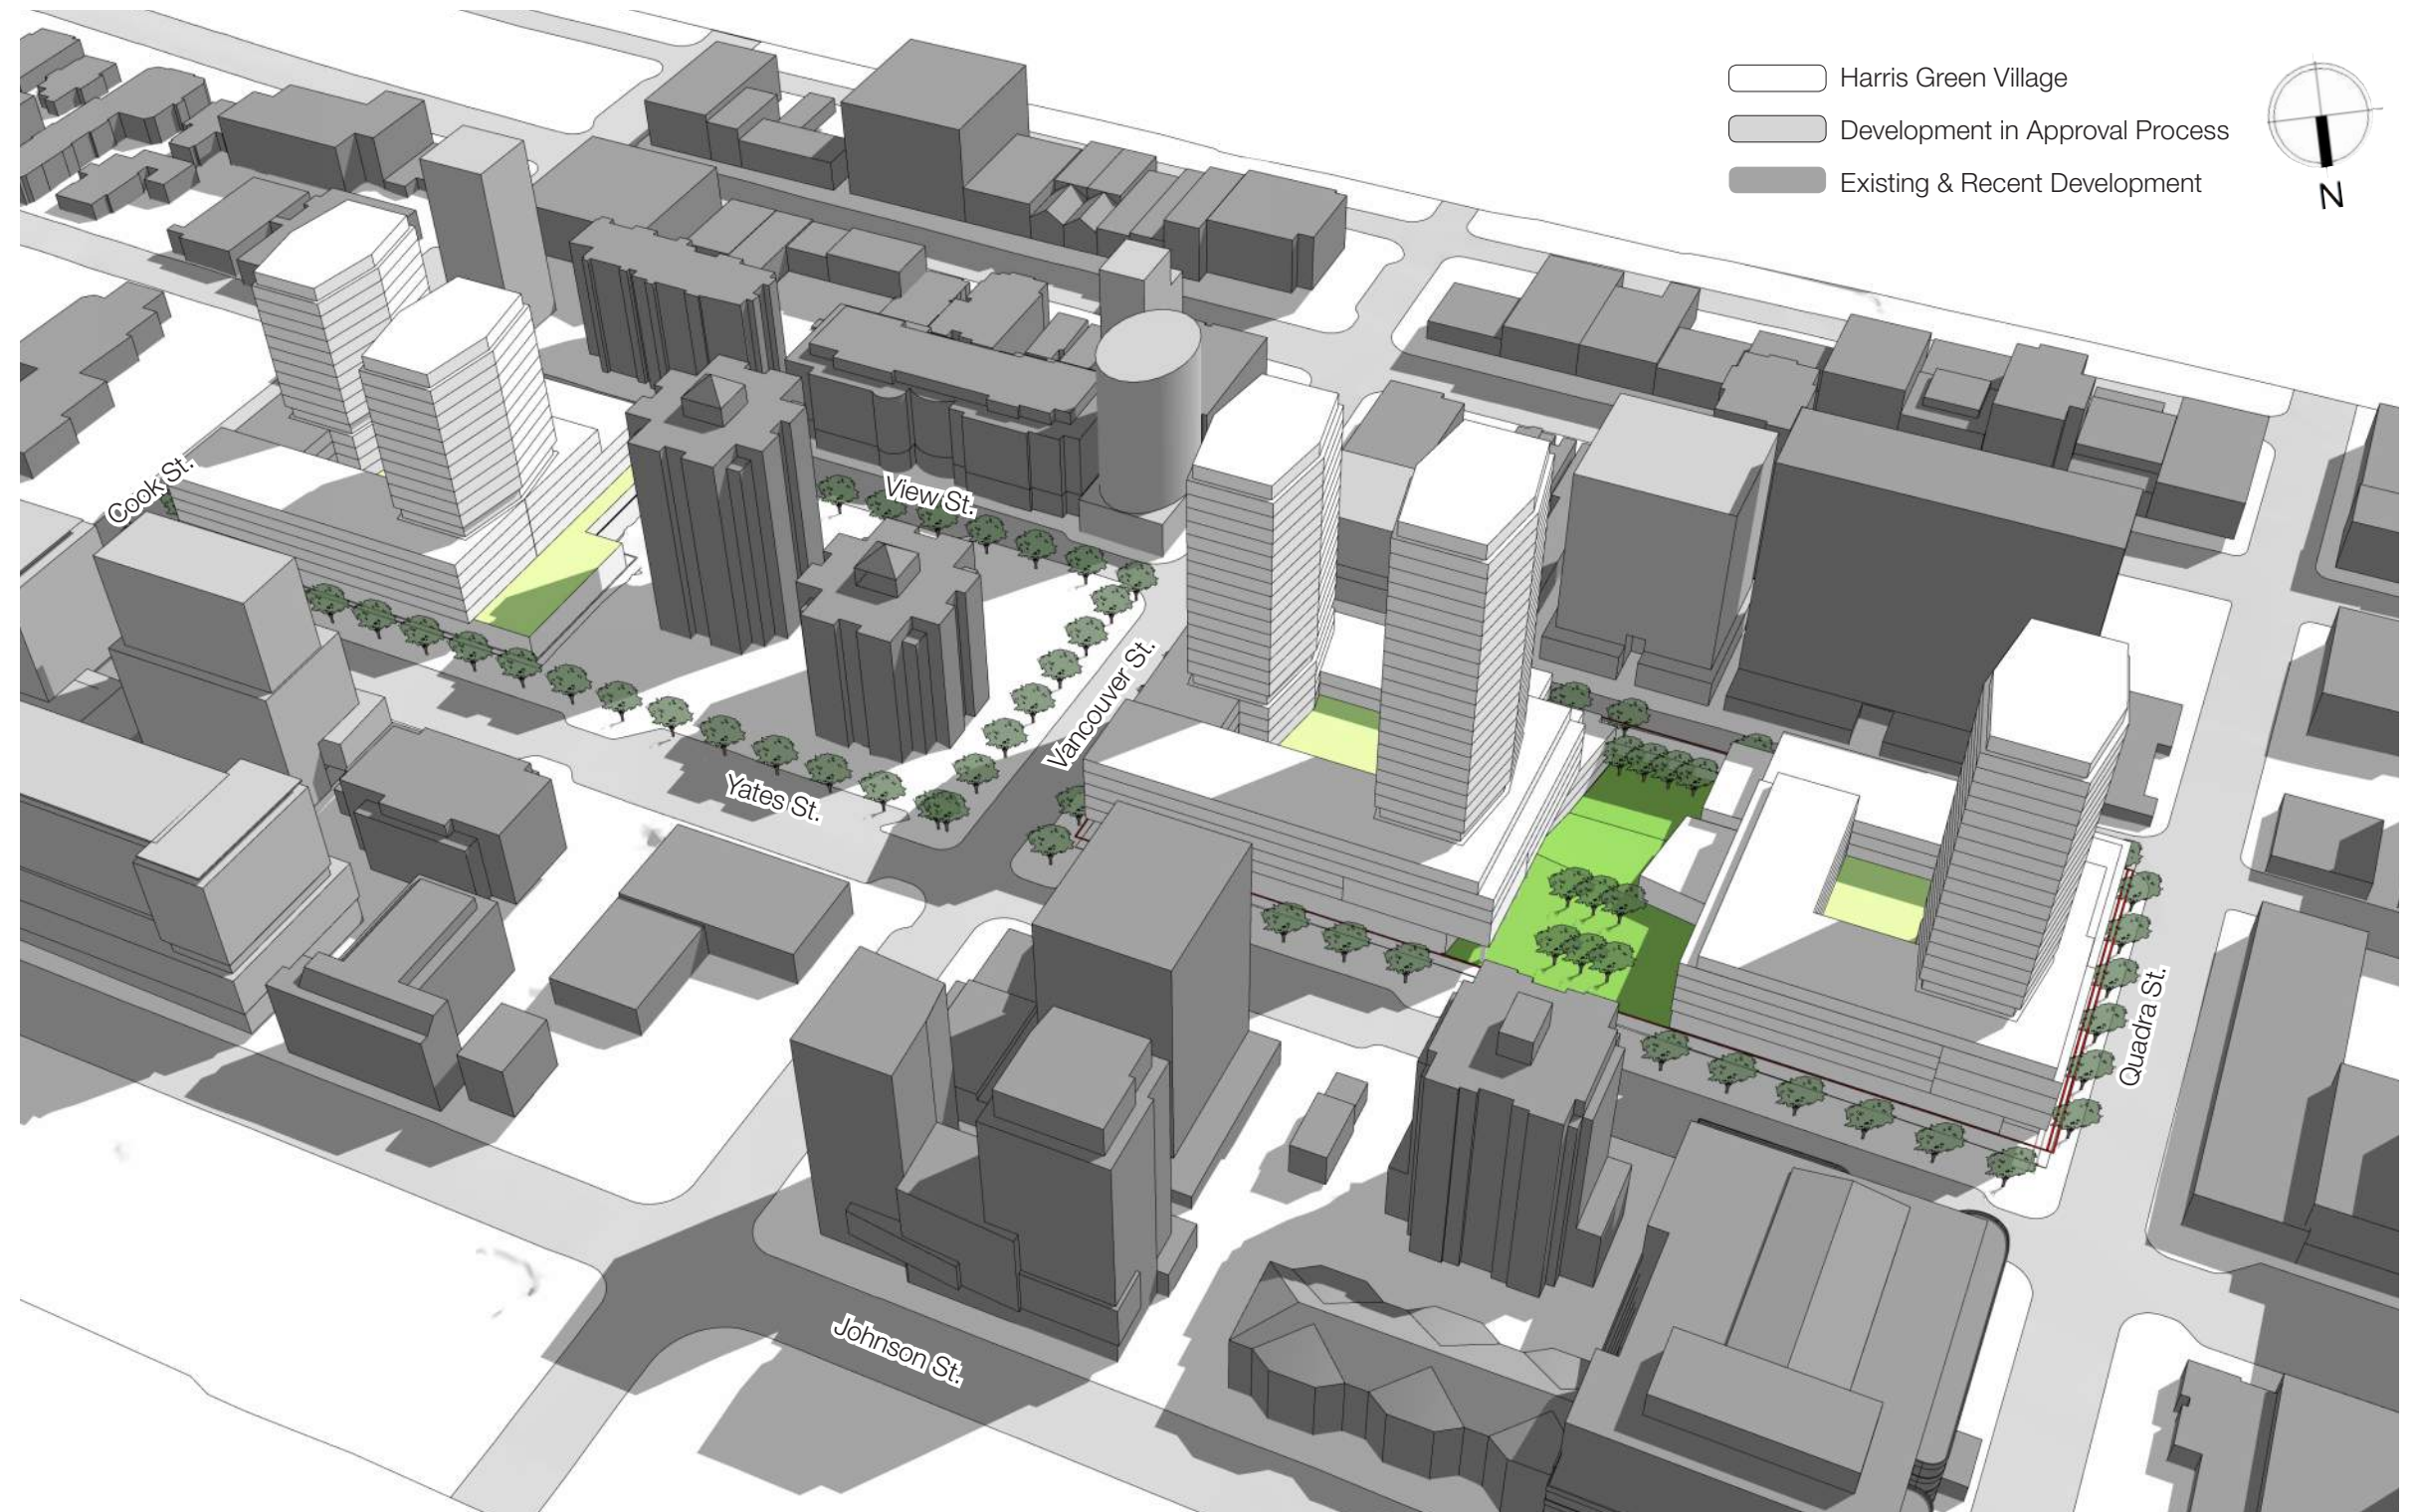 Harris Green Village
Development in Approval Process
Existing & Recent Development
N
Cook St.
View St.
Vancouver St.
Yates St.
Quadra St.
Johnson St.